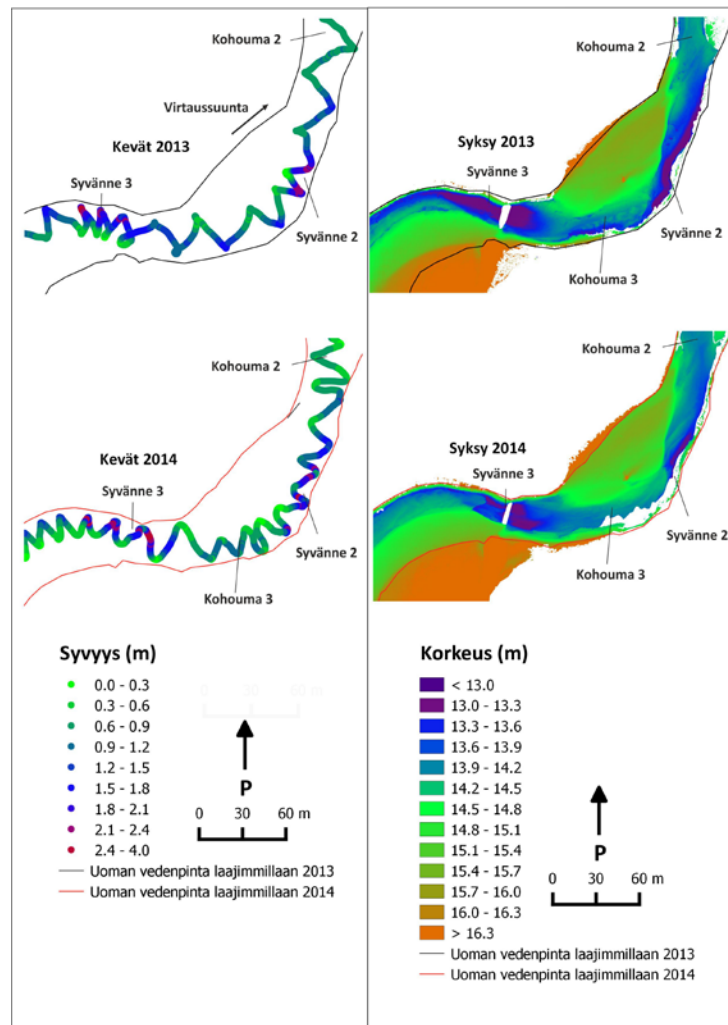 Kohouma 2
Virtaussuunta
Kevät 2013
Syvänne 3
Syvänne 2
Kohouma 2
Kevät 2014
Syvänne 3
Syvänne 2
Kohouma 3
Syvyys (m)
0.0 - 0.3
0.3 - 0.6
0.6 - 0.9
0.9 - 1.2
1.2 - 1.5
1.5 - 1.8
1.8 - 2.1
2.1 - 2.4
2.4 - 4.0
Uoman vedenpinta laajimmillaan 2013
Uoman vedenpinta laajimmillaan 2014
0 30 60 m
P
0 30 60 m
Kohouma 2
Syksy 2013
Syvänne 3
Syvänne 2
Kohouma 3
Kohouma 2
Syksy 2014
Syvänne 3
Syvänne 2
Kohouma 3
Korkeus (m)
< 13.0
13.0 - 13.3
13.3 - 13.6
13.6 - 13.9
13.9 - 14.2
14.2 - 14.5
14.5 - 14.8
14.8 - 15.1
15.1 - 15.4
15.4 - 15.7
15.7 - 16.0
16.0 - 16.3
> 16.3
P
0 30 60 m
Uoman vedenpinta laajimmillaan 2013
Uoman vedenpinta laajimmillaan 2014